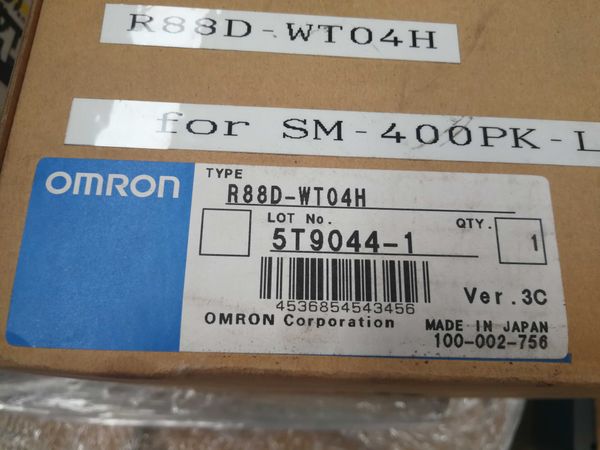 R88D-WT04H
for SM-400PK-L
OMRON
TYPE
R88D-WT04H
LOT No.
QTY.
5T9044-1
1
4536854543456
Ver.3C
OMRON Corporation
MADE IN JAPAN
100-002-756